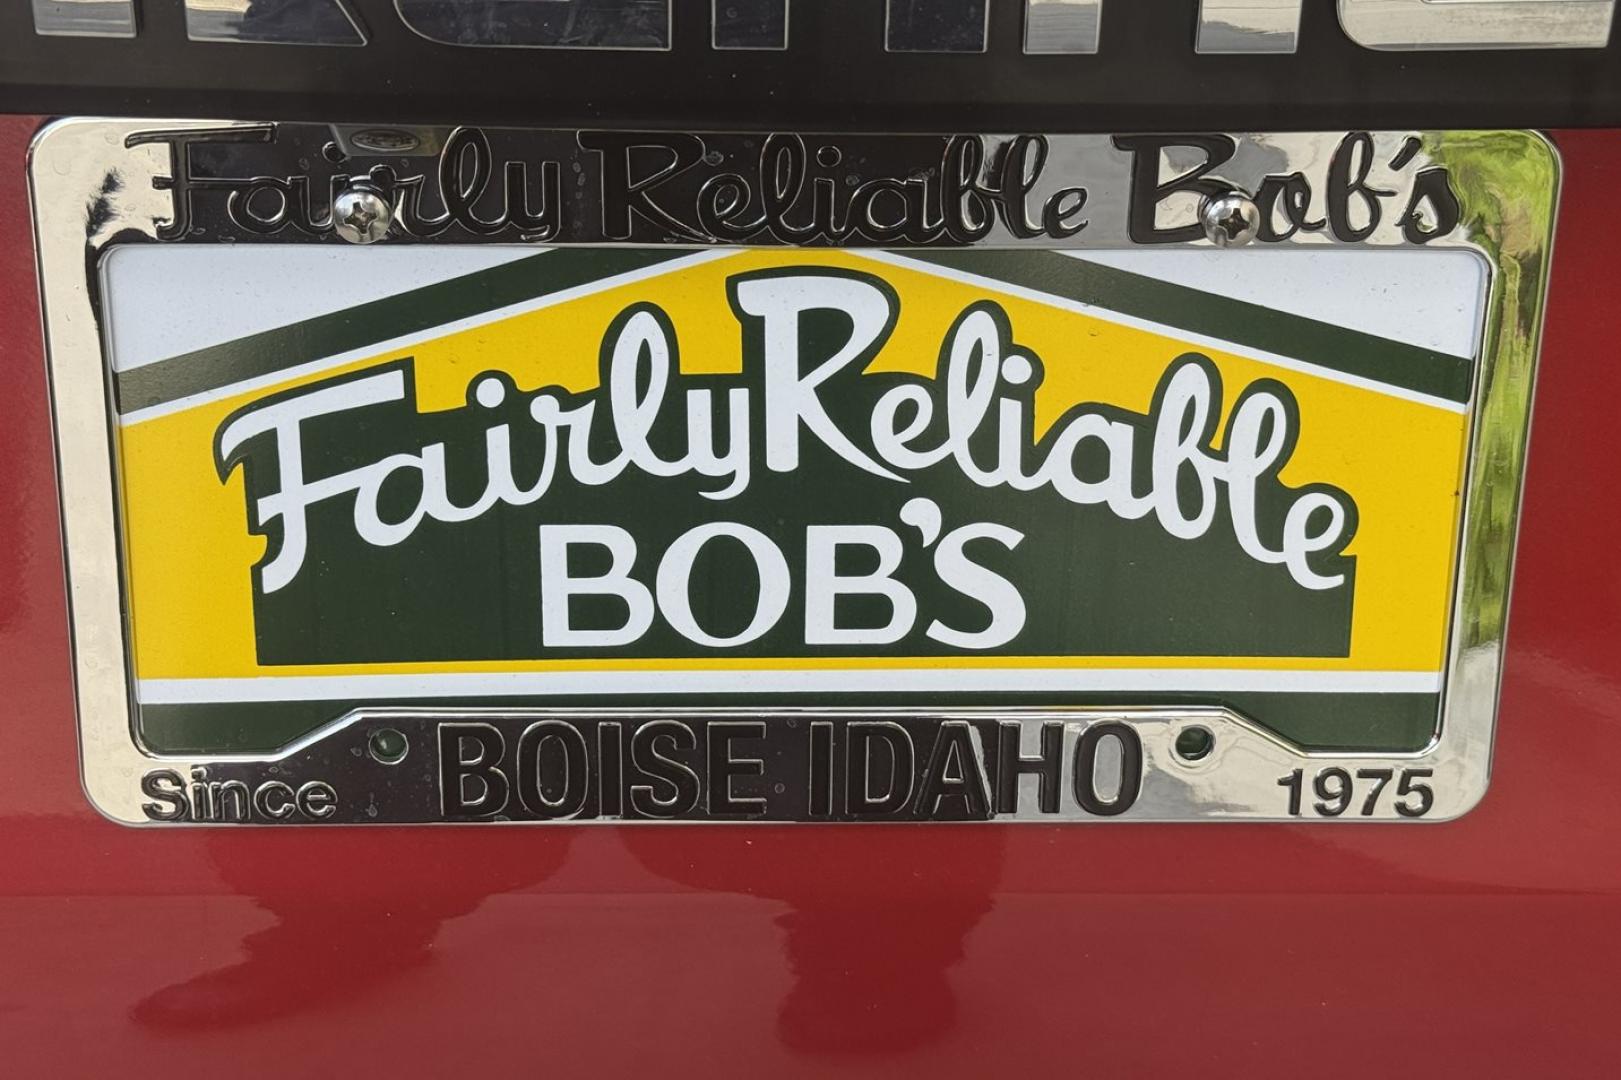 Fairly Reliable Bob's
Fairly Reliable
BOB'S
Since BOISE IDAHO 1975